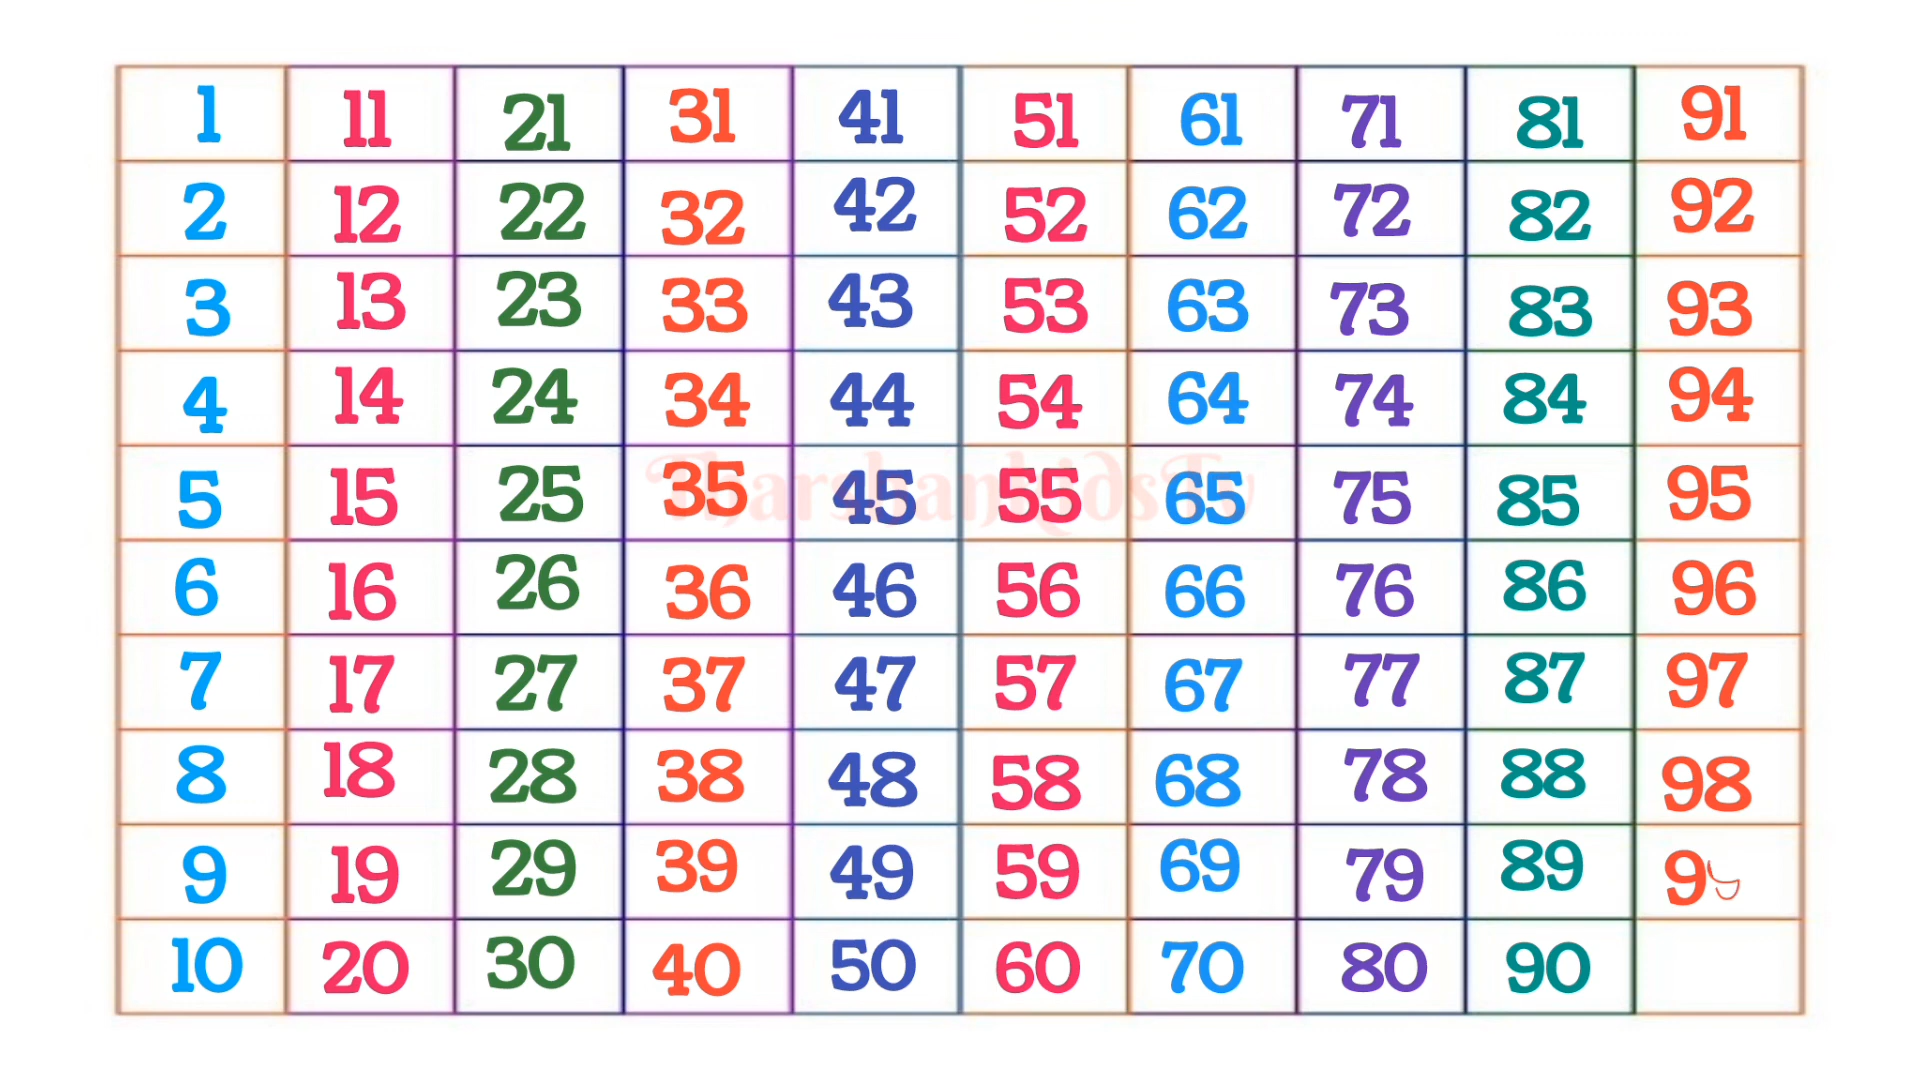 1 11 21 31 41 51 61 71 81 91
2 12 22 32 42 52 62 72 82 92
3 13 23 33 43 53 63 73 83 93
4 14 24 34 44 54 64 74 84 94
5 15 25 35 45 55 65 75 85 95
TharshankidsTv
6 16 26 36 46 56 66 76 86 96
7 17 27 37 47 57 67 77 87 97
8 18 28 38 48 58 68 78 88 98
9 19 29 39 49 59 69 79 89 9
10 20 30 40 50 60 70 80 90